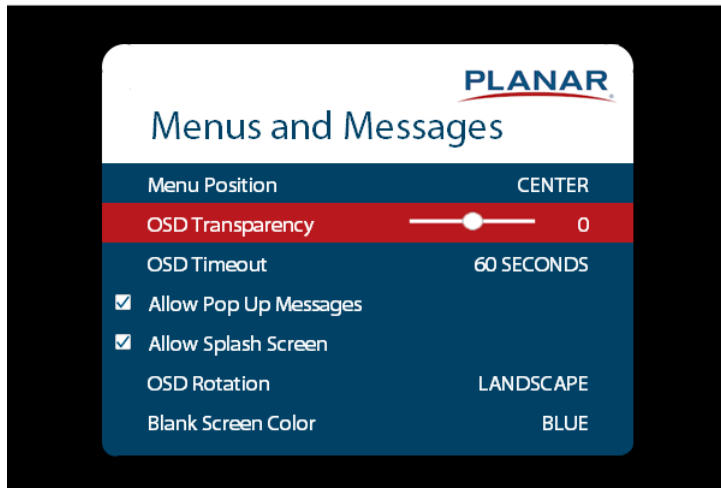 PLANAR
Menus and Messages
Menu Position CENTER
OSD Transparency 0
OSD Timeout 60 SECONDS
Allow Pop Up Messages
Allow Splash Screen
OSD Rotation LANDSCAPE
Blank Screen Color BLUE